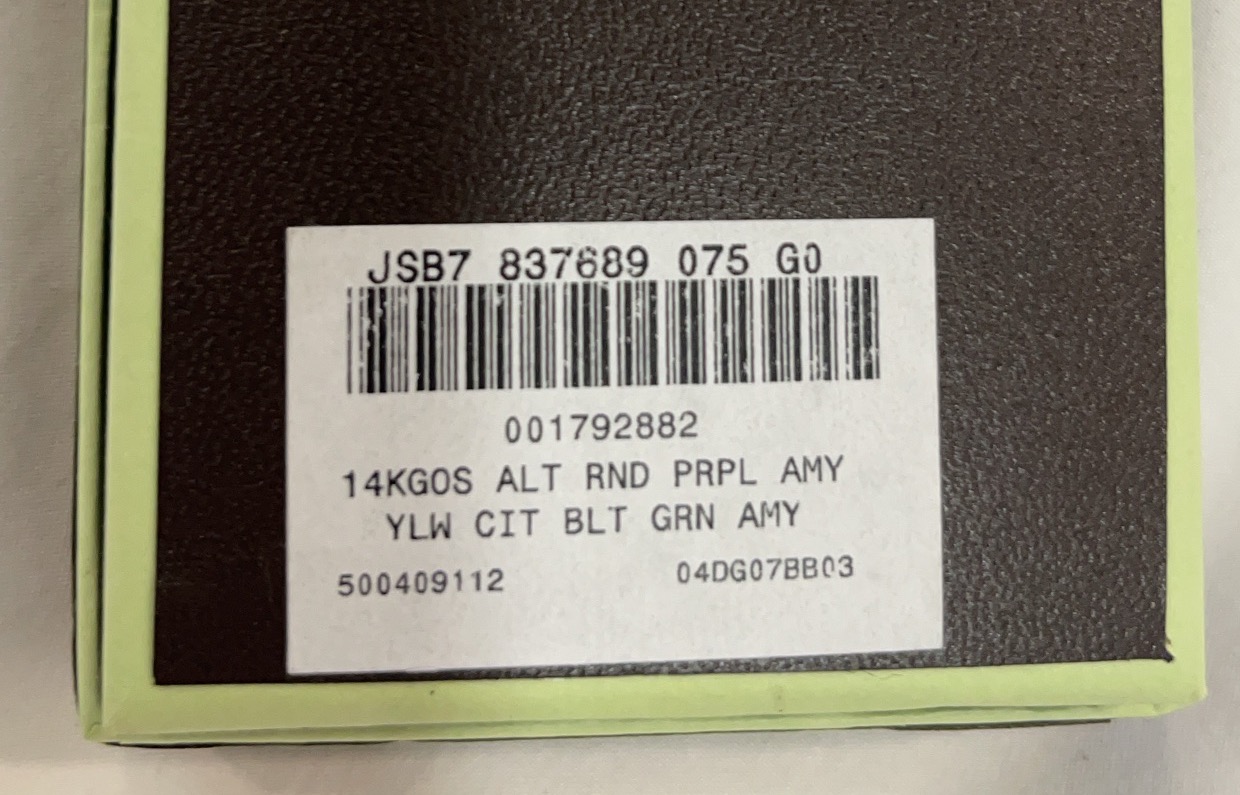 JSB7 837689 075 G0
001792882
14KGOS ALT RND PRPL AMY
YLW CIT BLT GRN AMY
500409112 04DG07BB03